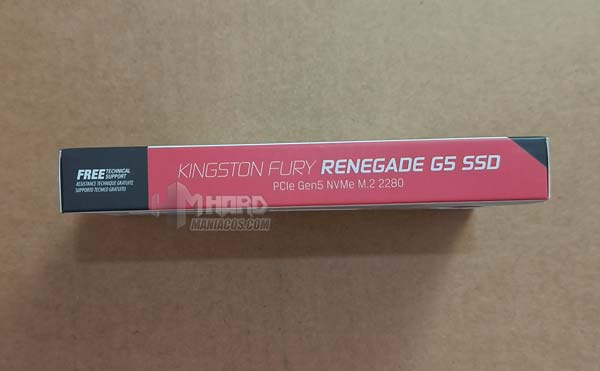 FREE TECHNICAL SUPPORT
ASSISTANCE TECHNIQUE GRATUITE
SUPORTO TECNICO GRATUITO
KINGSTON FURY RENEGADE G5 SSD
PCIe Gen5 NVMe M.2 2280
HARD
MANIACOS.COM